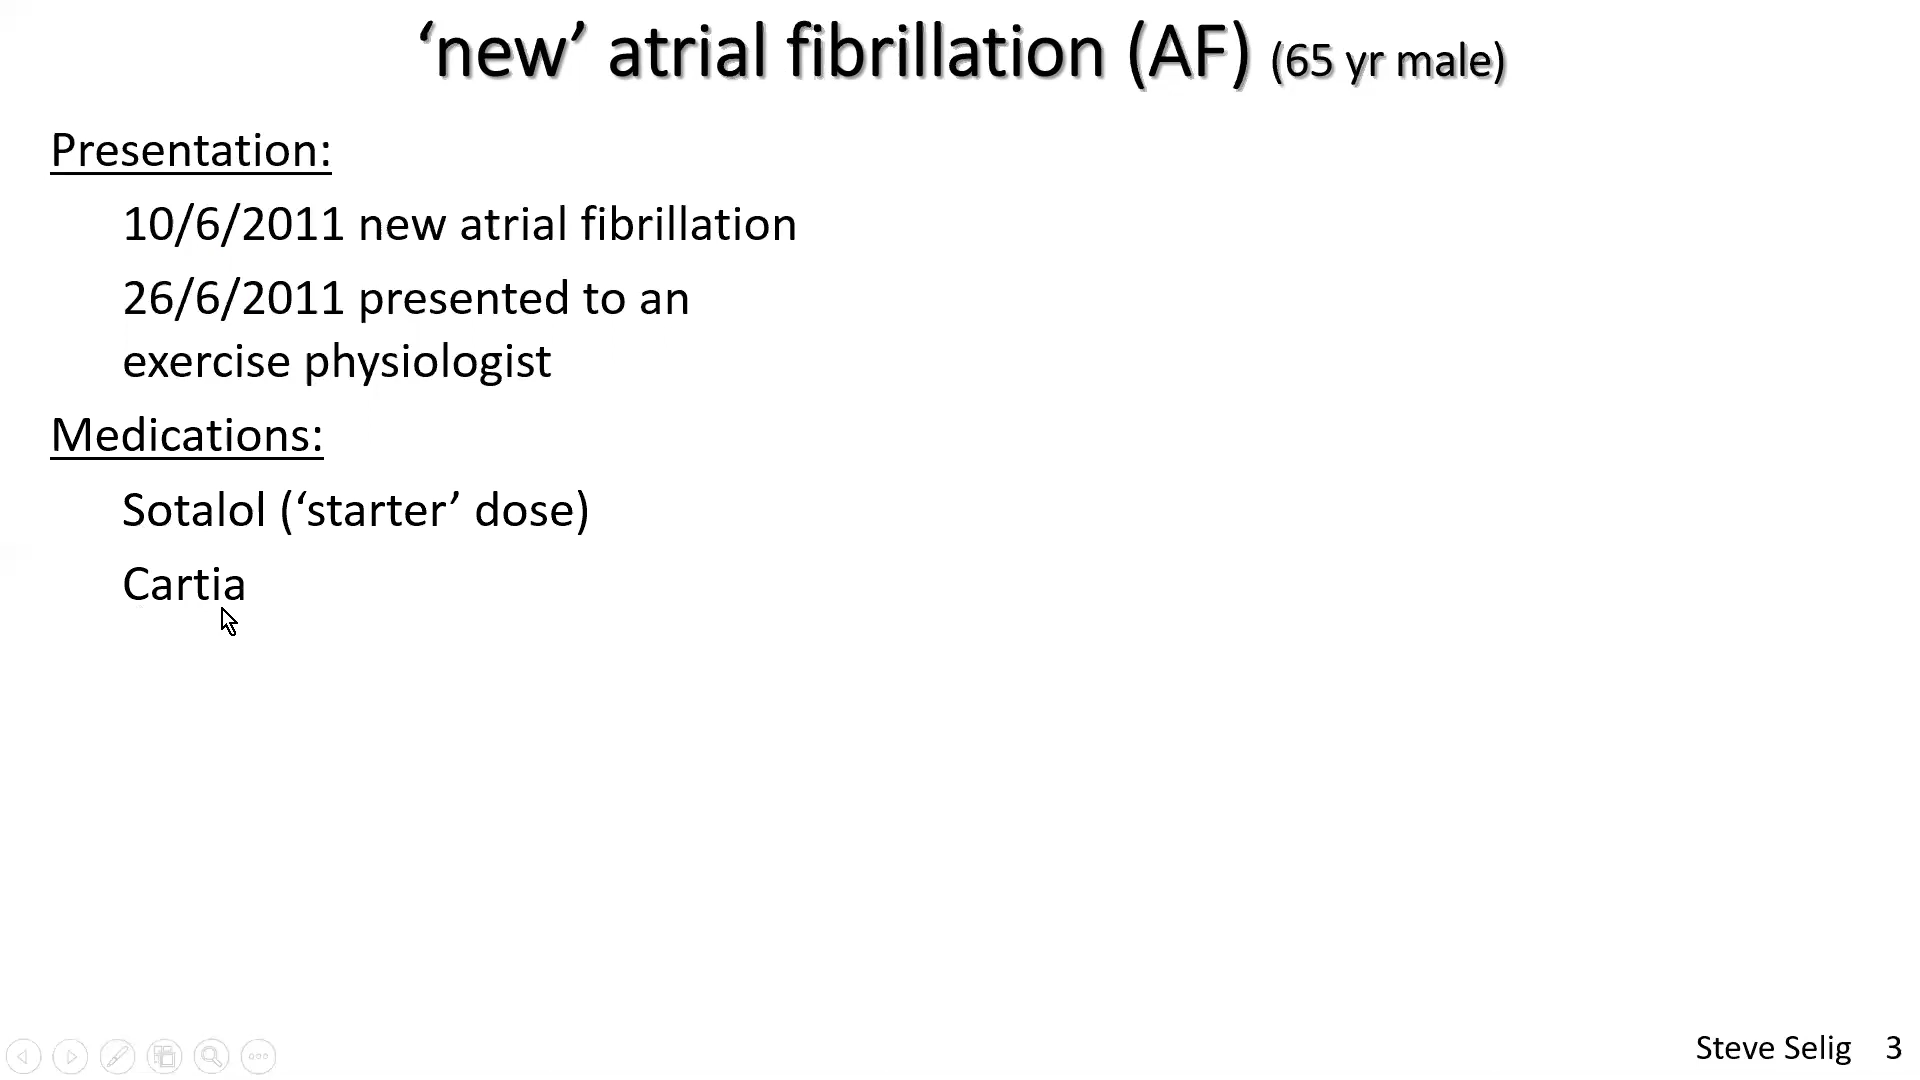 ‘new’ atrial fibrillation (AF) (65 yr male)
Presentation:
10/6/2011 new atrial fibrillation
26/6/2011 presented to an
exercise physiologist
Medications:
Sotalol (‘starter’ dose)
Cartia
Steve Selig 3